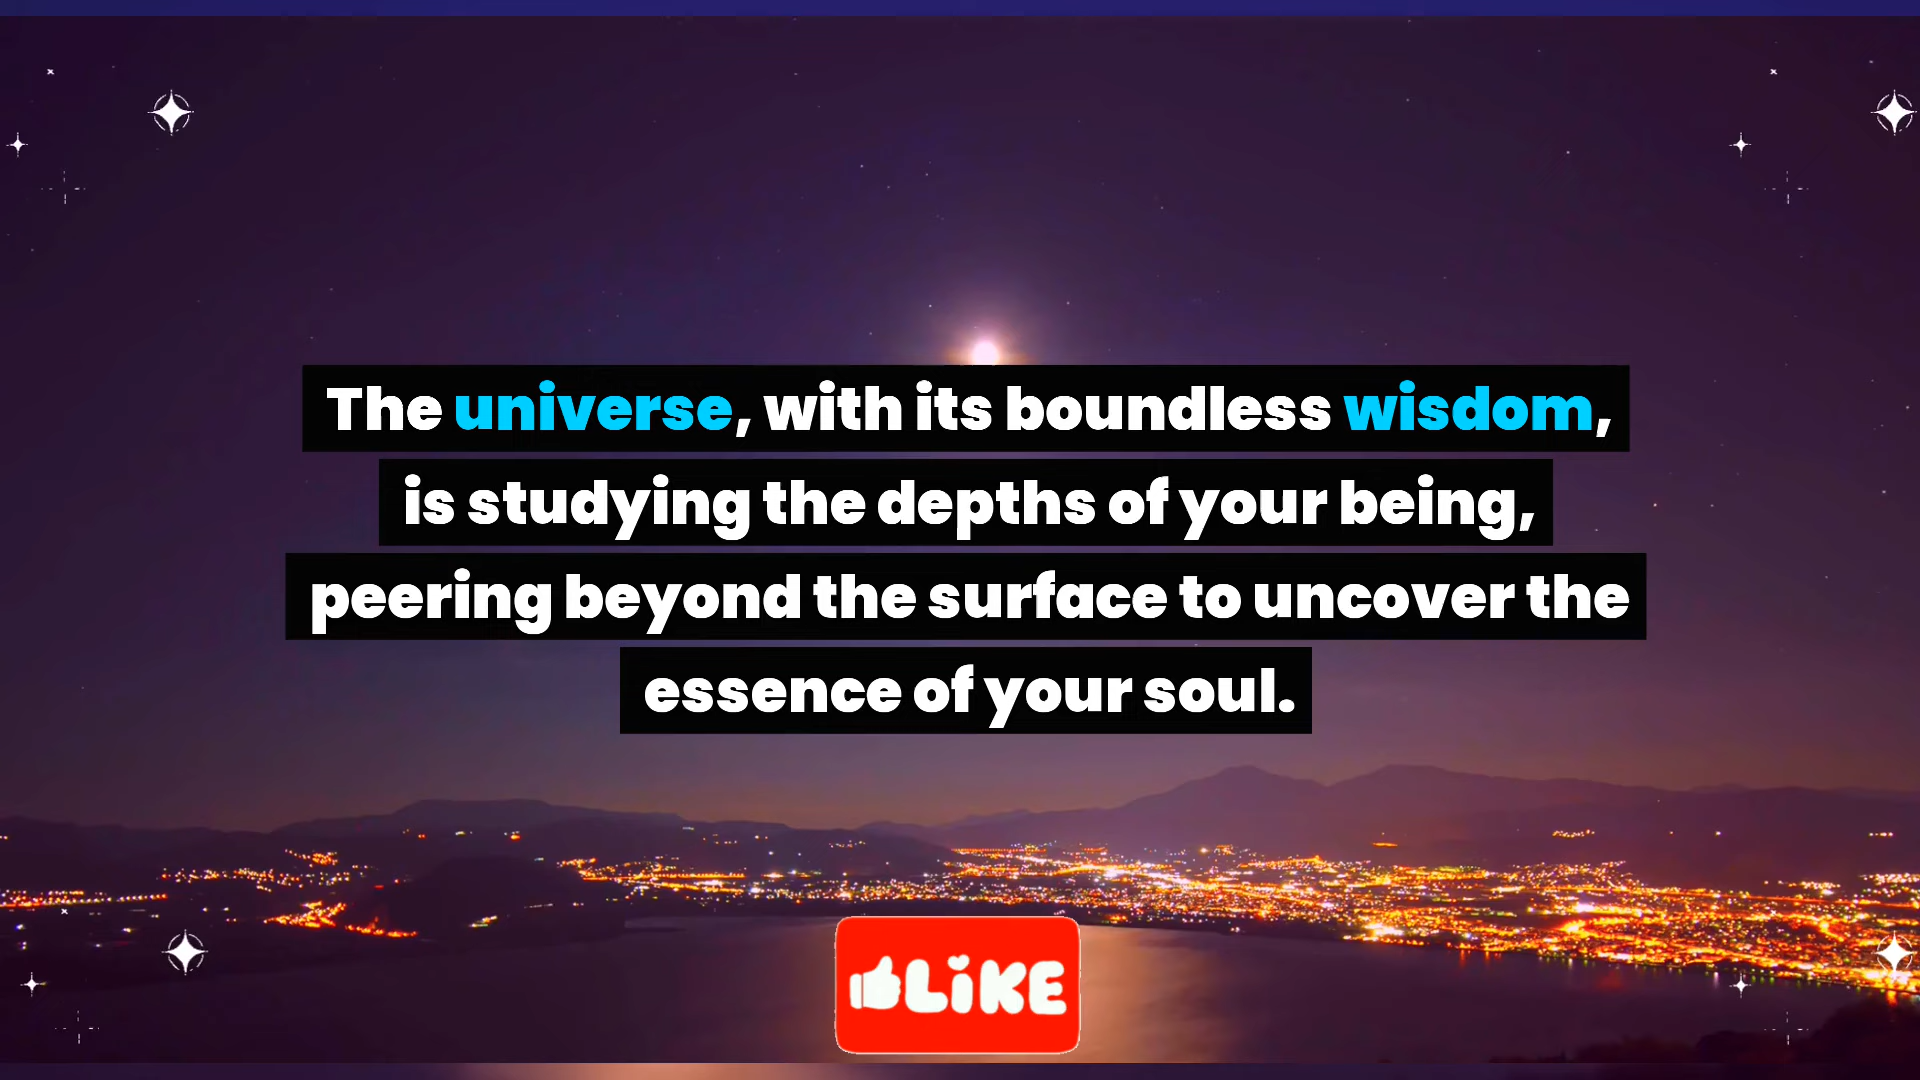 The universe, with its boundless wisdom,
is studying the depths of your being,
peering beyond the surface to uncover the
essence of your soul.
LiKE